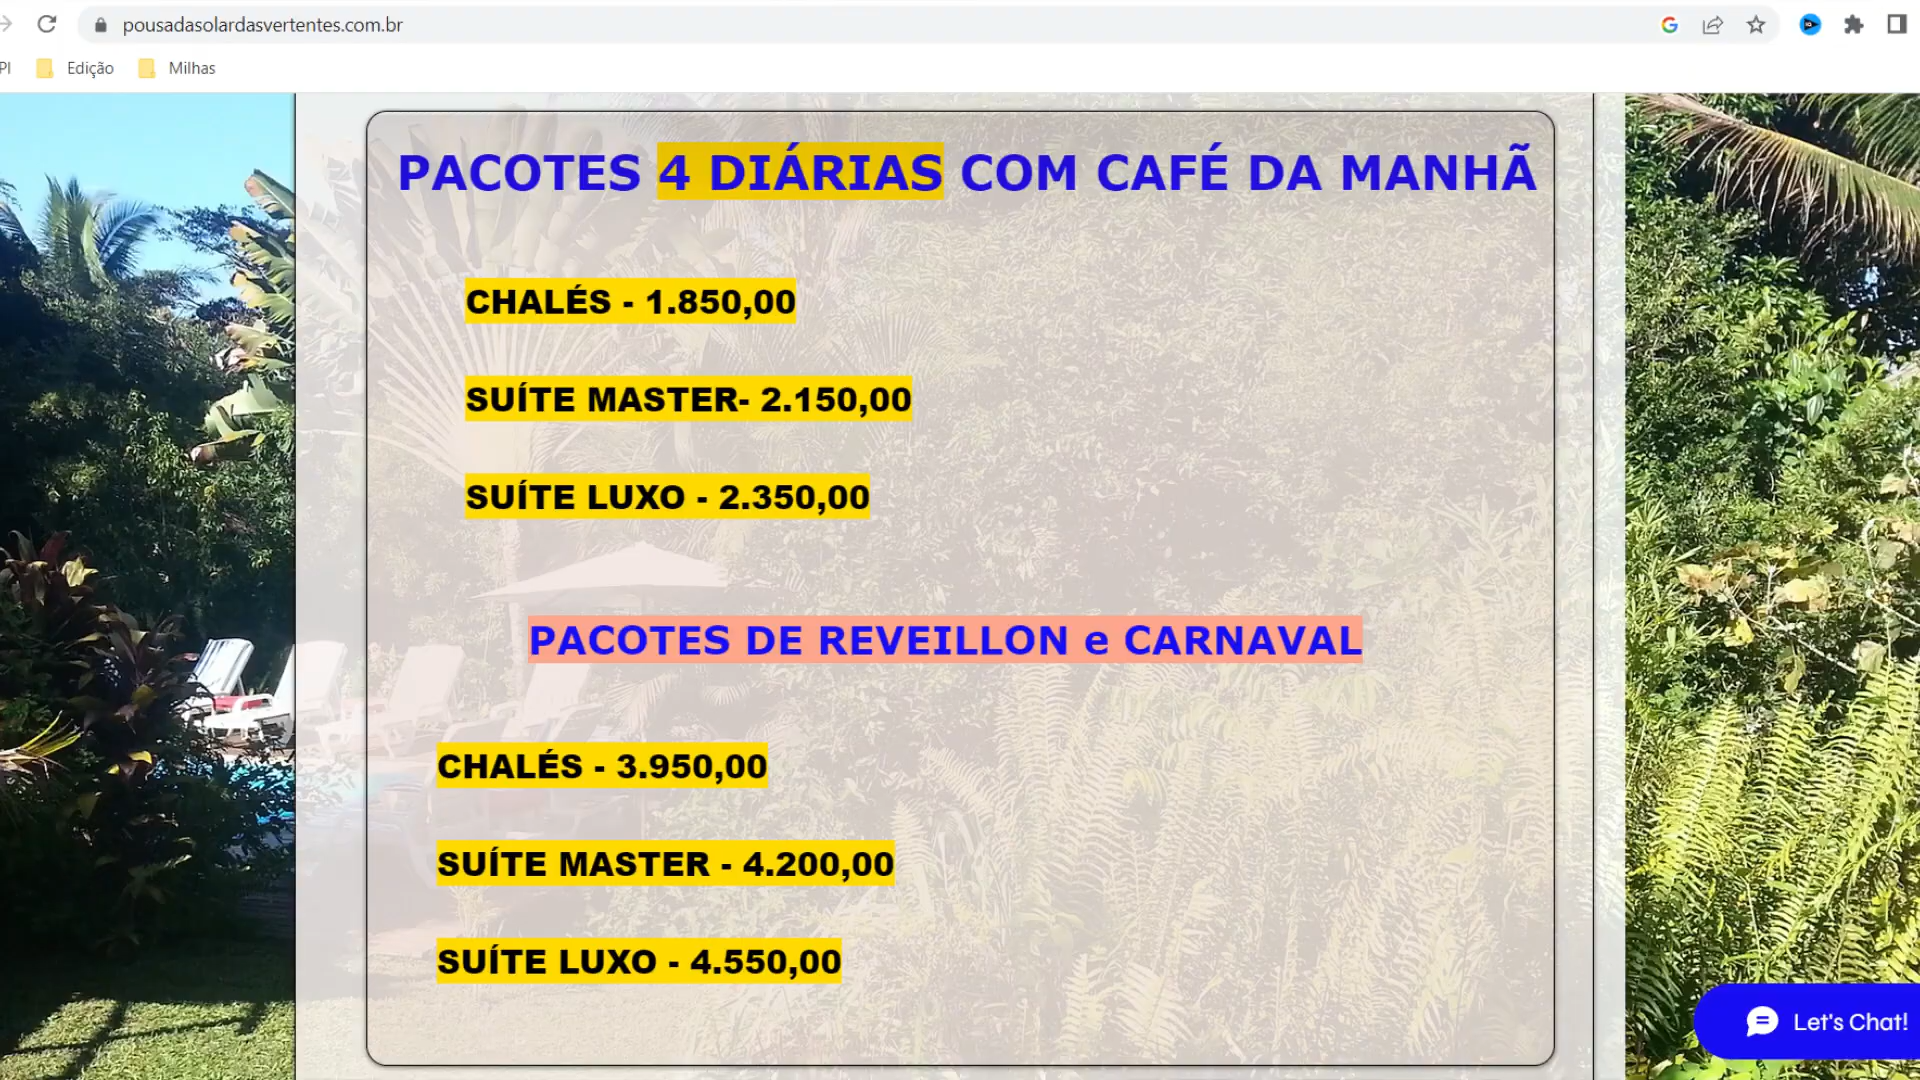 pousadasolardasvertentes.com.br
PI Edição Milhas
PACOTES 4 DIÁRIAS COM CAFÉ DA MANHÃ
CHALÉS - 1.850,00
SUÍTE MASTER- 2.150,00
SUÍTE LUXO - 2.350,00
PACOTES DE REVEILLON e CARNAVAL
CHALÉS - 3.950,00
SUÍTE MASTER - 4.200,00
SUÍTE LUXO - 4.550,00
Let's Chat!